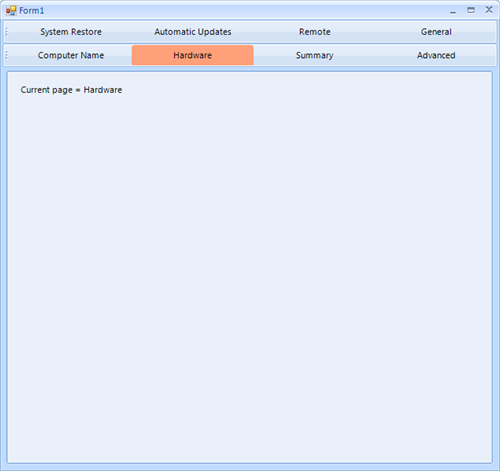 Form1
System Restore Automatic Updates Remote General
Computer Name Hardware Summary Advanced
Current page = Hardware